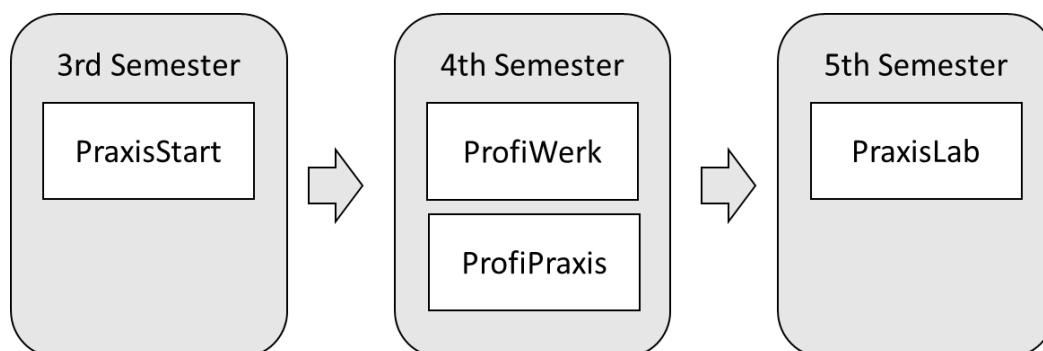 3rd Semester
PraxisStart
4th Semester
ProfiWerk
ProfiPraxis
5th Semester
PraxisLab